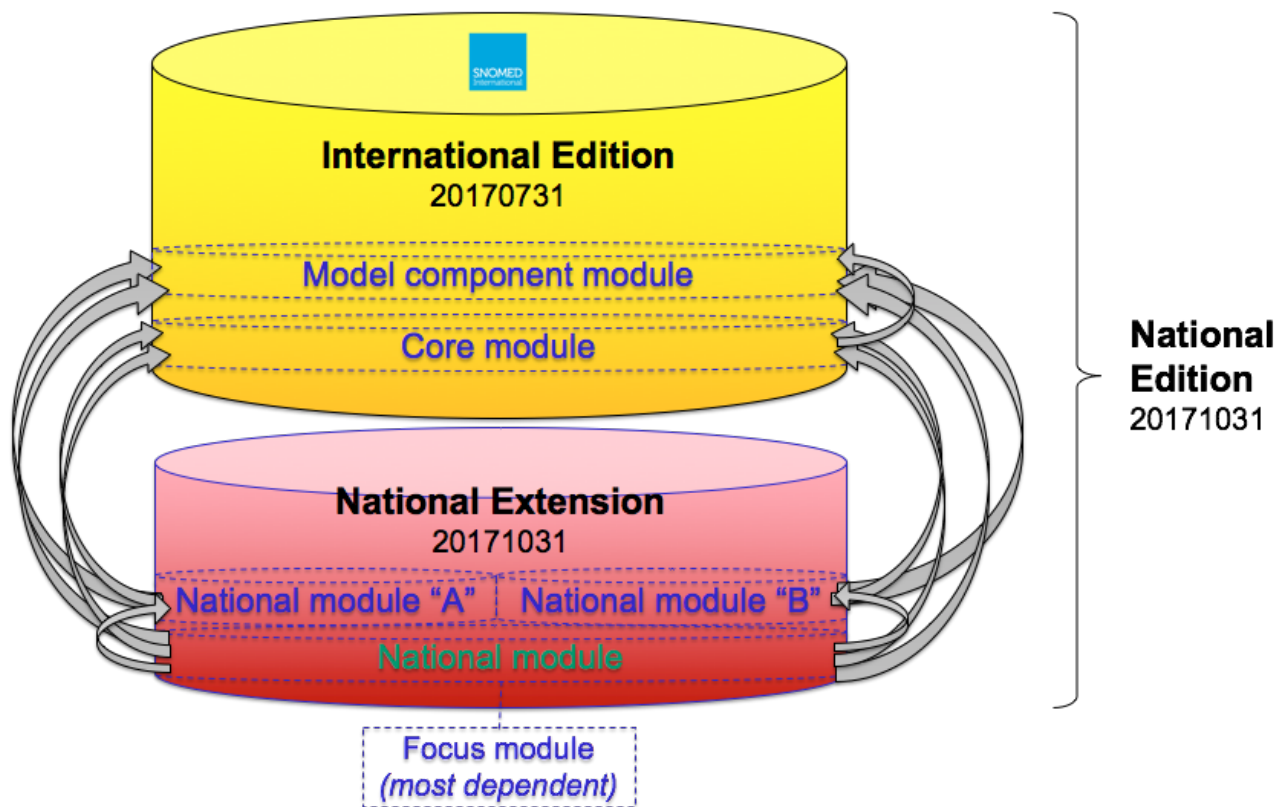 SNOMED
International
International Edition
20170731
Model component module
Core module
National
Edition
20171031
National Extension
20171031
National module “A”
National module “B”
National module
Focus module
(most dependent)